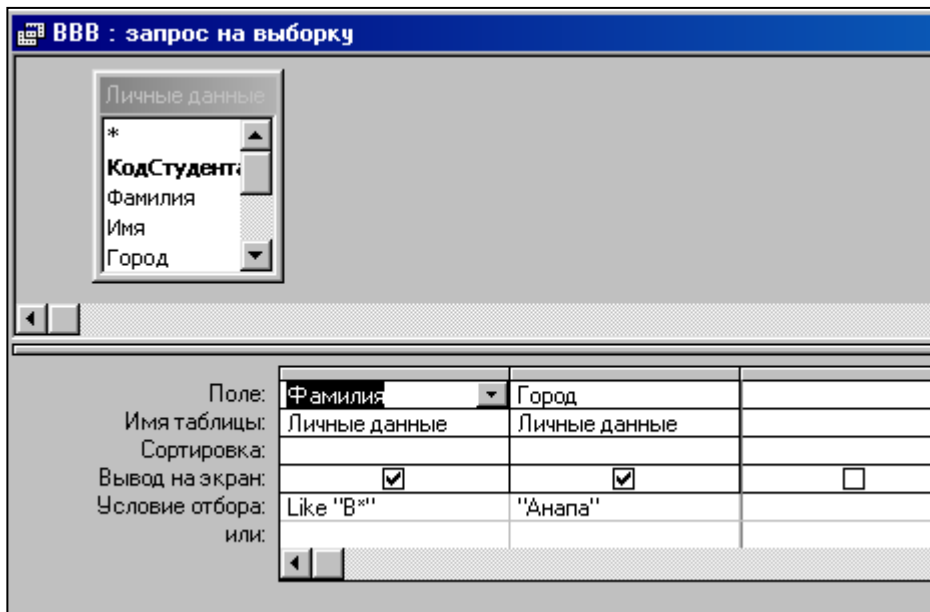 ВВВ : запрос на выборку
Личные данные
*
КодСтудента
Фамилия
Имя
Город
Поле: Фамилия Город
Имя таблицы: Личные данные Личные данные
Сортировка:
Вывод на экран:
Условие отбора: Like "В*" "Анапа"
или: